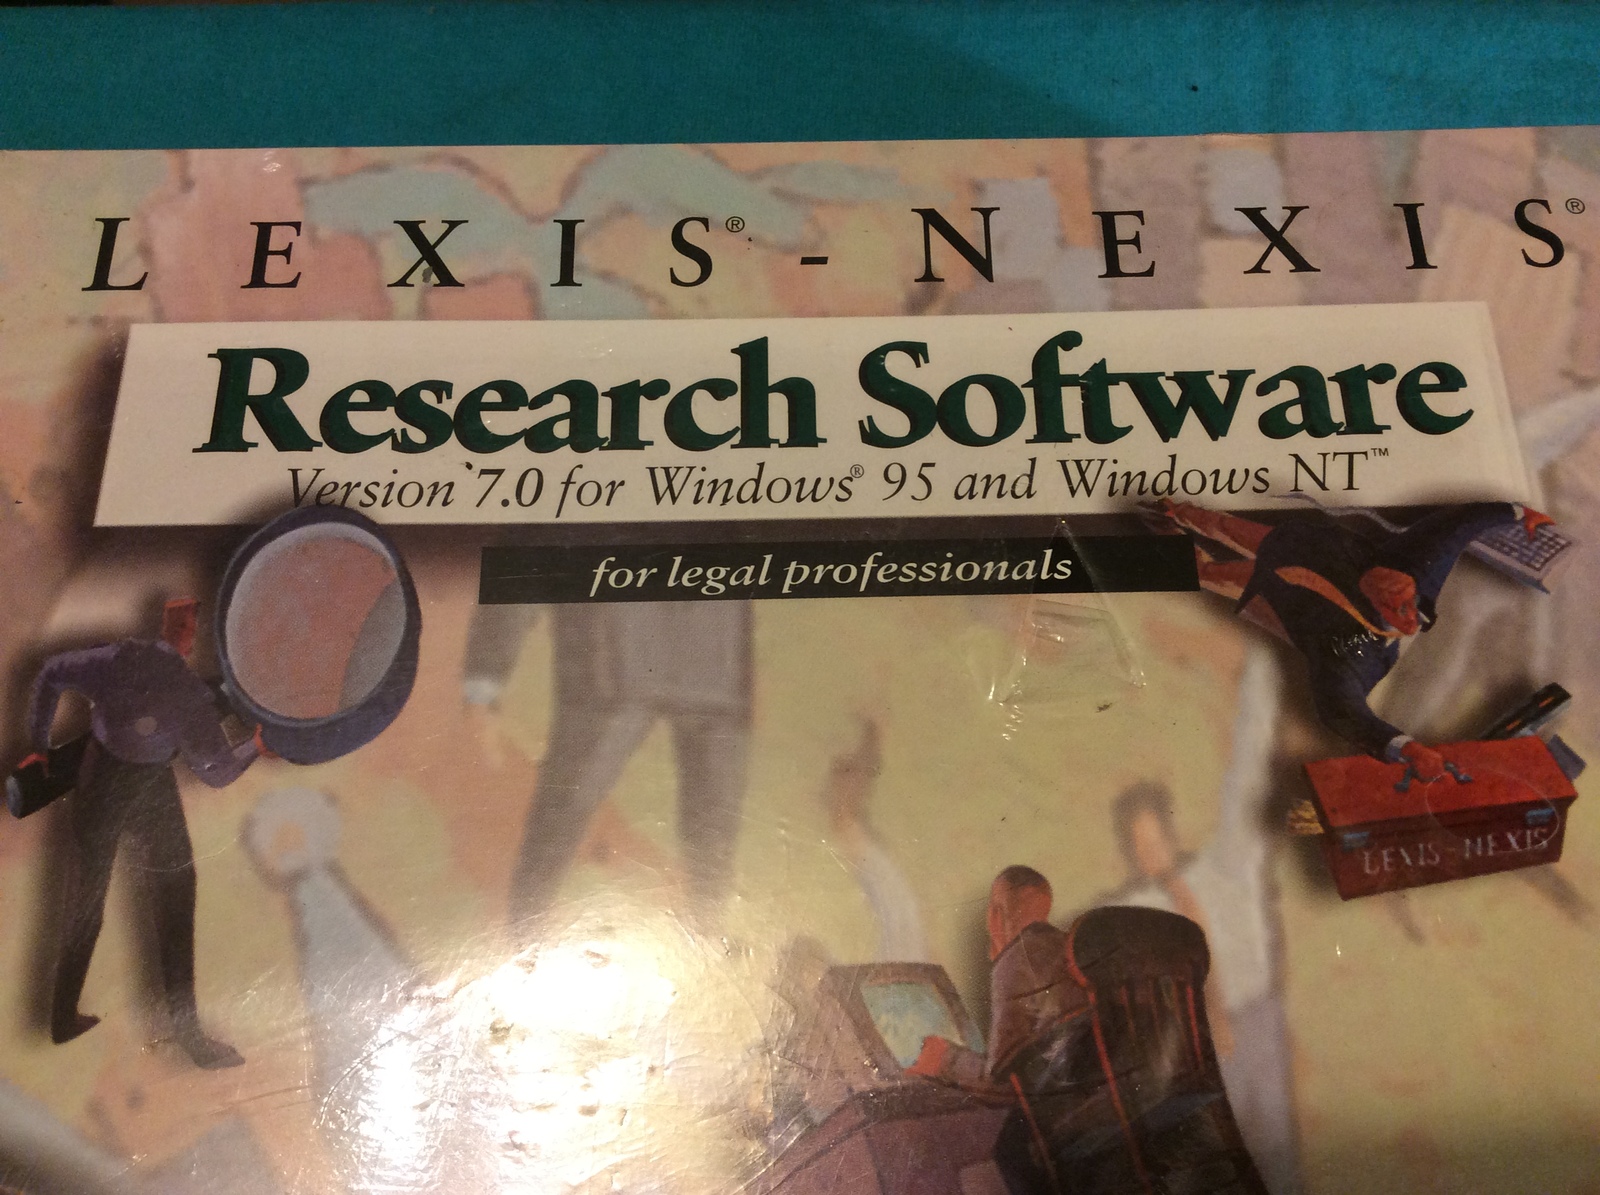 LEXIS®-NEXIS®
Research Software
Version 7.0 for Windows® 95 and Windows NT™
for legal professionals
LEXIS-NEXIS